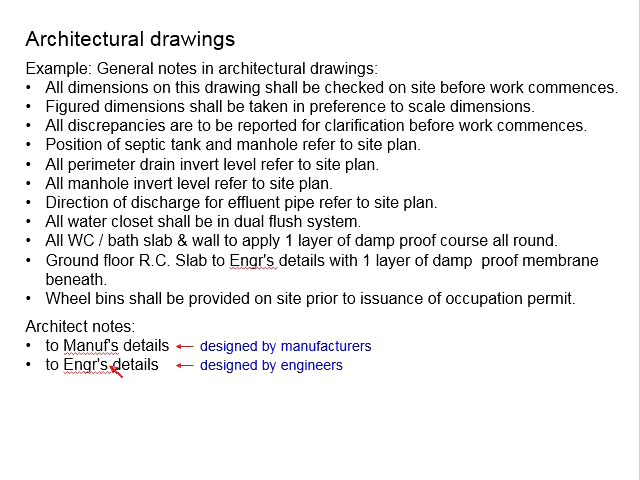 Architectural drawings
Example: General notes in architectural drawings:
• All dimensions on this drawing shall be checked on site before work commences.
• Figured dimensions shall be taken in preference to scale dimensions.
• All discrepancies are to be reported for clarification before work commences.
• Position of septic tank and manhole refer to site plan.
• All perimeter drain invert level refer to site plan.
• All manhole invert level refer to site plan.
• Direction of discharge for effluent pipe refer to site plan.
• All water closet shall be in dual flush system.
• All WC / bath slab & wall to apply 1 layer of damp proof course all round.
• Ground floor R.C. Slab to Engr's details with 1 layer of damp proof membrane
beneath.
• Wheel bins shall be provided on site prior to issuance of occupation permit.
Architect notes:
• to Manuf's details ← designed by manufacturers
• to Engr's details ← designed by engineers